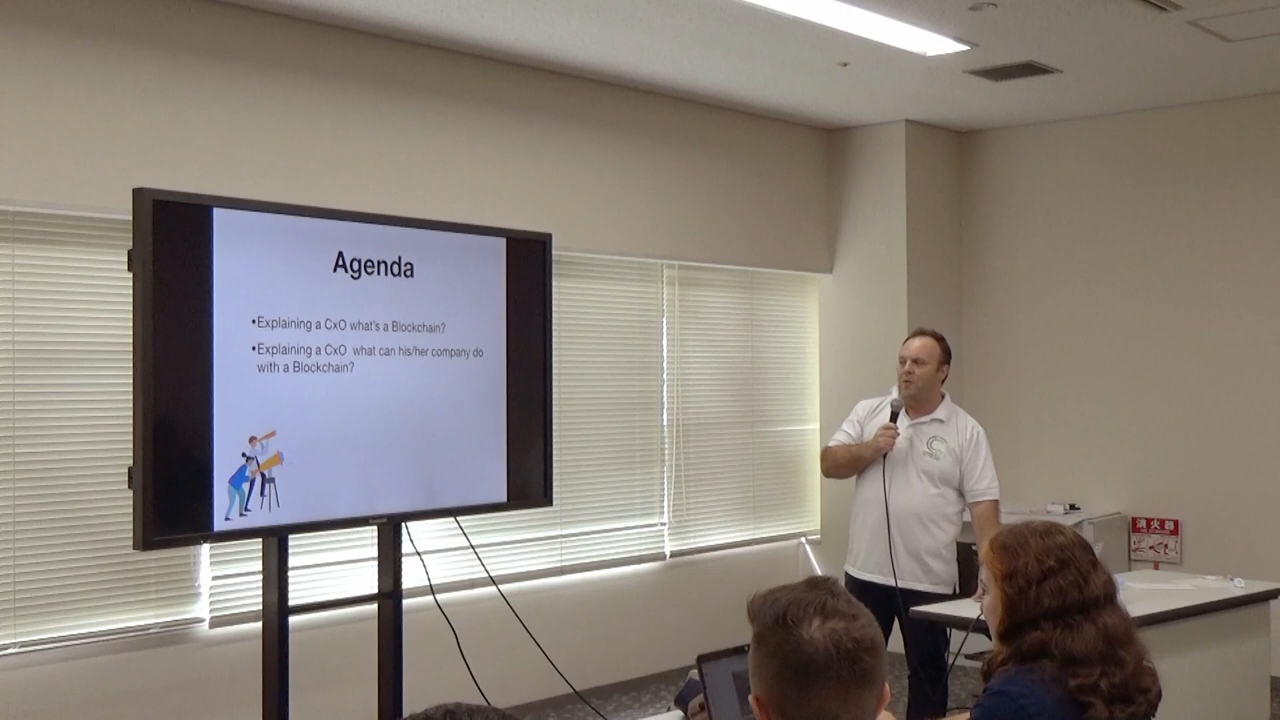 Agenda
•Explaining a CxO what's a Blockchain?
•Explaining a CxO what can his/her company do
with a Blockchain?
消火器